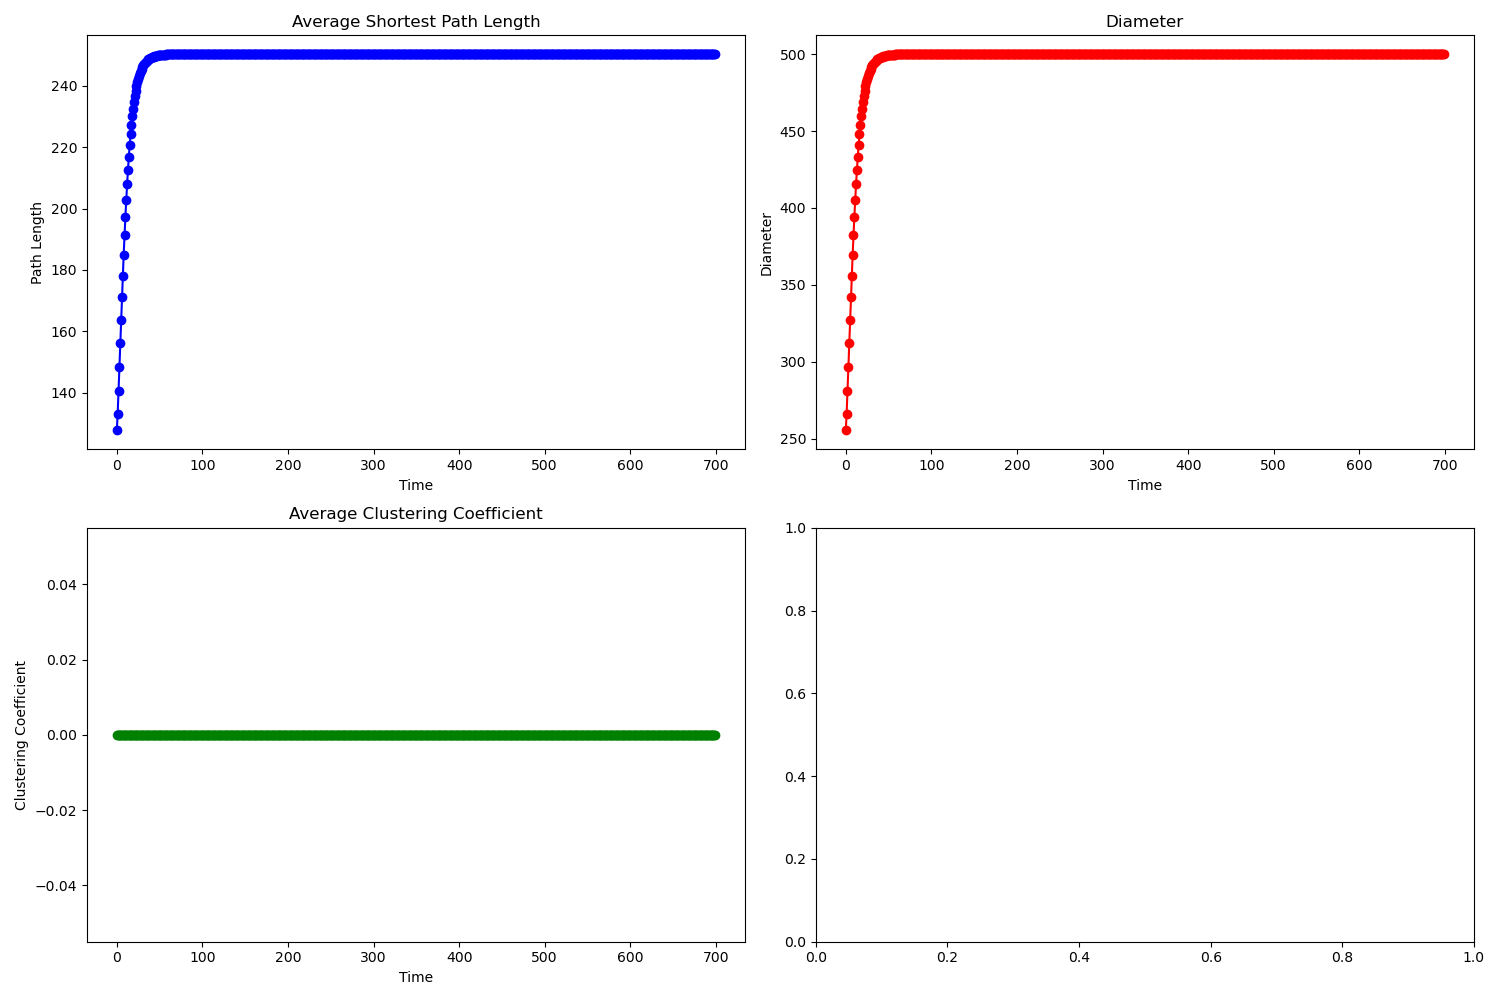 Average Shortest Path Length
Path Length
240
220
200
180
160
140
0 100 200 300 400 500 600 700
Time
Diameter
Diameter
500
450
400
350
300
250
0 100 200 300 400 500 600 700
Time
Average Clustering Coefficient
Clustering Coefficient
0.04
0.02
0.00
−0.02
−0.04
0 100 200 300 400 500 600 700
Time
1.0
0.8
0.6
0.4
0.2
0.0
0.0 0.2 0.4 0.6 0.8 1.0